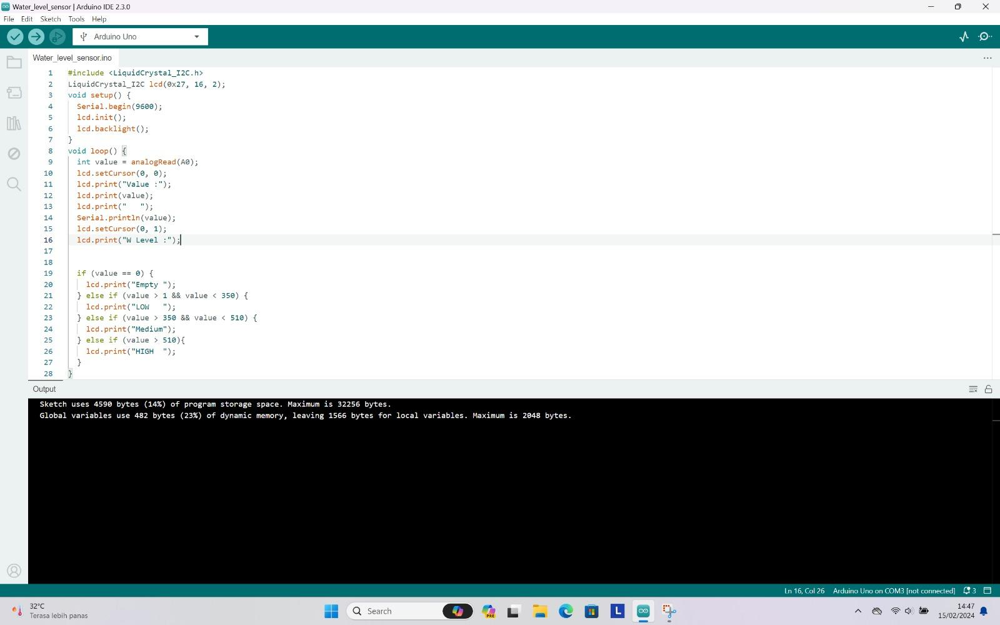 Water_level_sensor | Arduino IDE 2.3.0
File Edit Sketch Tools Help
Arduino Uno
Water_level_sensor.ino
1 #include <LiquidCrystal_I2C.h>
2 LiquidCrystal_I2C lcd(0x27, 16, 2);
3 void setup() {
4 Serial.begin(9600);
5 lcd.init();
6 lcd.backlight();
7 }
8 void loop() {
9 int value = analogRead(A0);
10 lcd.setCursor(0, 0);
11 lcd.print("Value :");
12 lcd.print(value);
13 lcd.print("   ");
14 Serial.println(value);
15 lcd.setCursor(0, 1);
16 lcd.print("W Level :");
17
18
19 if (value == 0) {
20 lcd.print("Empty ");
21 } else if (value > 1 && value < 350) {
22 lcd.print("LOW   ");
23 } else if (value > 350 && value < 510) {
24 lcd.print("Medium");
25 } else if (value > 510){
26 lcd.print("HIGH  ");
27 }
28 }
Output
Sketch uses 4590 bytes (14%) of program storage space. Maximum is 32256 bytes.
Global variables use 482 bytes (23%) of dynamic memory, leaving 1566 bytes for local variables. Maximum is 2048 bytes.
Ln 16, Col 26 Arduino Uno on COM3 [not connected] 3
32°C
Terasa lebih panas
Search
PRE
L
14:47
15/02/2024